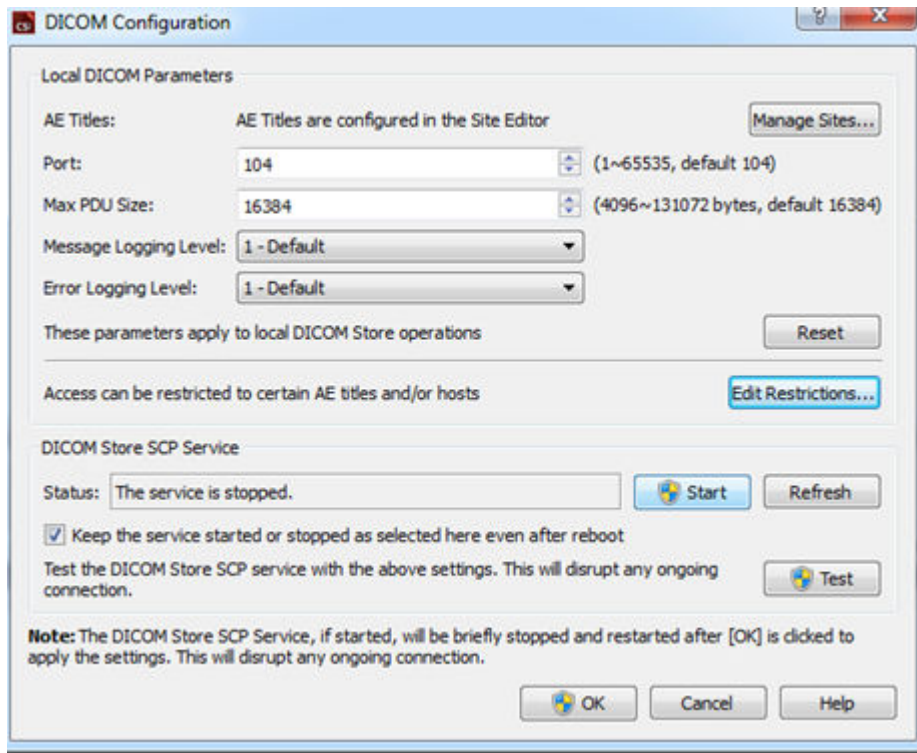 CSI DICOM Configuration
Local DICOM Parameters
AE Titles: AE Titles are configured in the Site Editor Manage Sites...
Port: 104 (1~65535, default 104)
Max PDU Size: 16384 (4096~131072 bytes, default 16384)
Message Logging Level: 1 - Default
Error Logging Level: 1 - Default
These parameters apply to local DICOM Store operations Reset
Access can be restricted to certain AE titles and/or hosts Edit Restrictions...
DICOM Store SCP Service
Status: The service is stopped. Start Refresh
Keep the service started or stopped as selected here even after reboot
Test the DICOM Store SCP service with the above settings. This will disrupt any ongoing
connection. Test
Note: The DICOM Store SCP Service, if started, will be briefly stopped and restarted after [OK] is clicked to
apply the settings. This will disrupt any ongoing connection.
OK Cancel Help